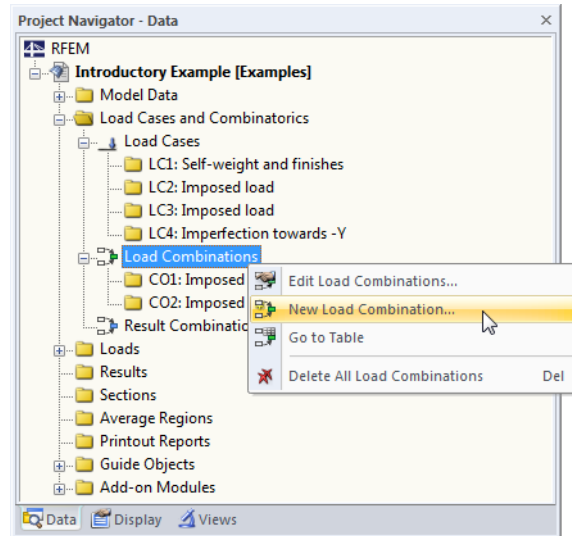 Project Navigator - Data
RFEM
Introductory Example [Examples]
Model Data
Load Cases and Combinatorics
Load Cases
LC1: Self-weight and finishes
LC2: Imposed load
LC3: Imposed load
LC4: Imperfection towards -Y
Load Combinations
CO1: Imposed
Edit Load Combinations...
CO2: Imposed
New Load Combination...
Result Combinatio
Go to Table
Loads
Results
Delete All Load Combinations Del
Sections
Average Regions
Printout Reports
Guide Objects
Add-on Modules
Data Display Views